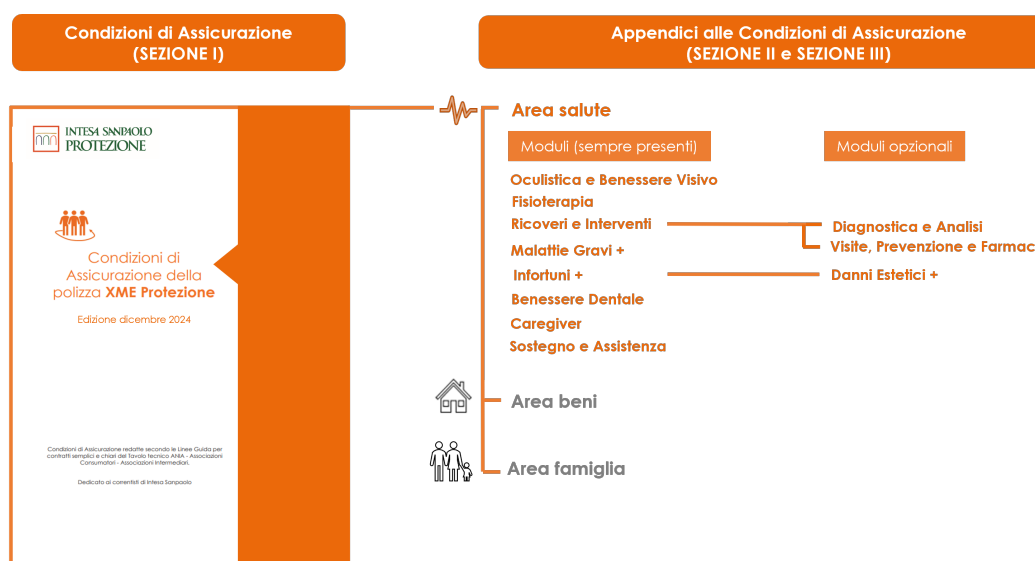 Condizioni di Assicurazione
(SEZIONE I)
Appendici alle Condizioni di Assicurazione
(SEZIONE II e SEZIONE III)
INTESA SANPAOLO
PROTEZIONE
Condizioni di
Assicurazione della
polizza XME Protezione
Edizione dicembre 2024
Condizioni di Assicurazione redatte secondo le Linee Guida per
contratti semplici e chiari del Tavolo tecnico ANIA - Associazioni
Consumatori - Associazioni Intermediari.
Dedicato ai correntisti di Intesa Sanpaolo
Area salute
Moduli (sempre presenti)
Moduli opzionali
Oculistica e Benessere Visivo
Fisioterapia
Ricoveri e Interventi
Diagnostica e Analisi
Visite, Prevenzione e Farmac
Malattie Gravi +
Infortuni +
Danni Estetici +
Benessere Dentale
Caregiver
Sostegno e Assistenza
Area beni
Area famiglia